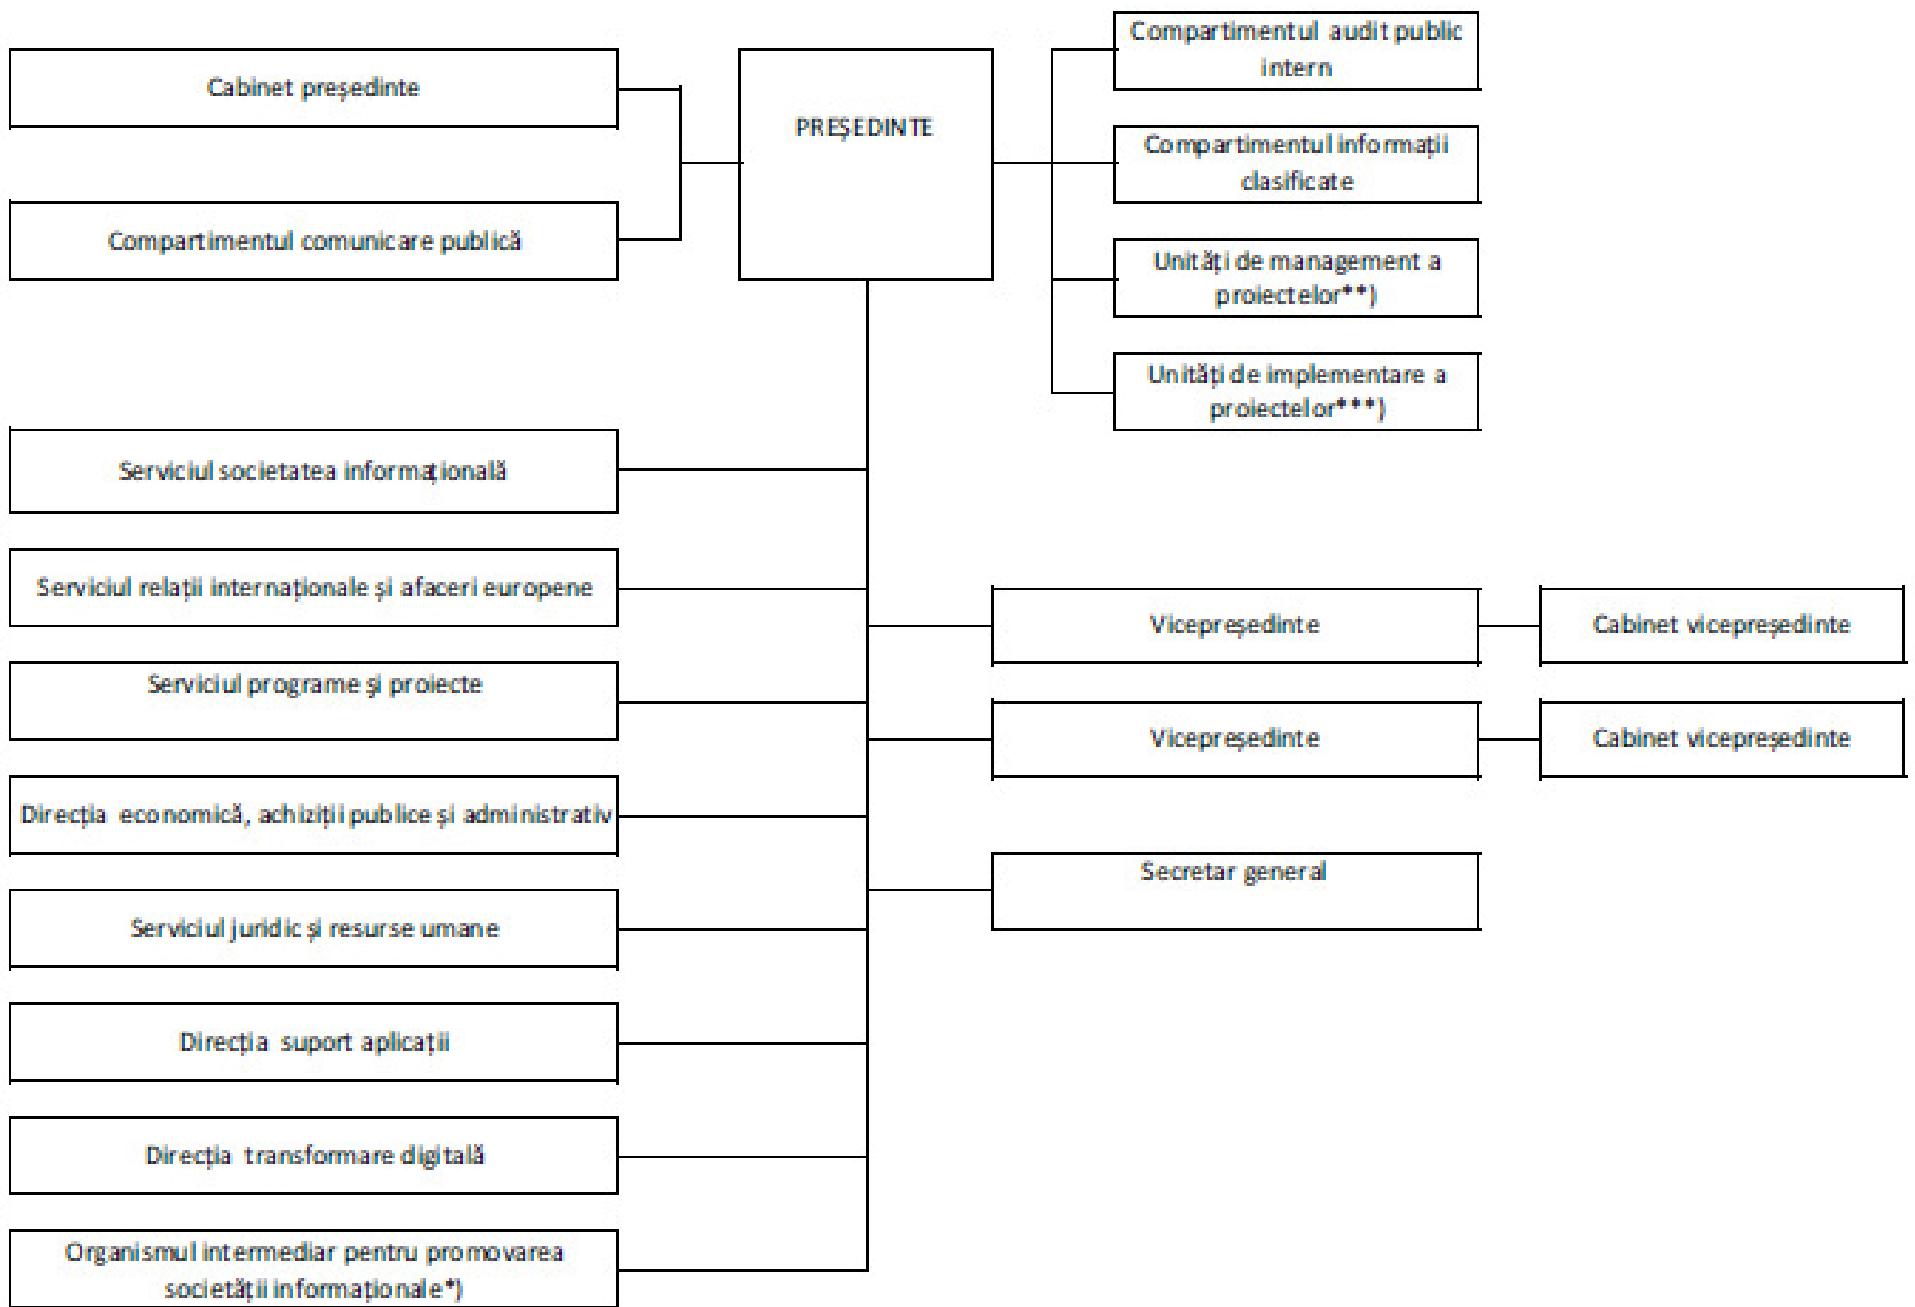 Compartimentul audit public
intern
Cabinet președinte
PREȘEDINTE
Compartimentul informații
clasificate
Compartimentul comunicare publică
Unități de management a
proiectelor**)
Unități de implementare a
proiectelor***)
Serviciul societatea informațională
Serviciul relații internaționale și afaceri europene
Vicepreședinte
Cabinet vicepreședinte
Serviciul programe și proiecte
Vicepreședinte
Cabinet vicepreședinte
Direcția economică, achiziții publice și administrativ
Secretar general
Serviciul juridic și resurse umane
Direcția suport aplicații
Direcția transformare digitală
Organismul intermediar pentru promovarea
societății informaționale*)